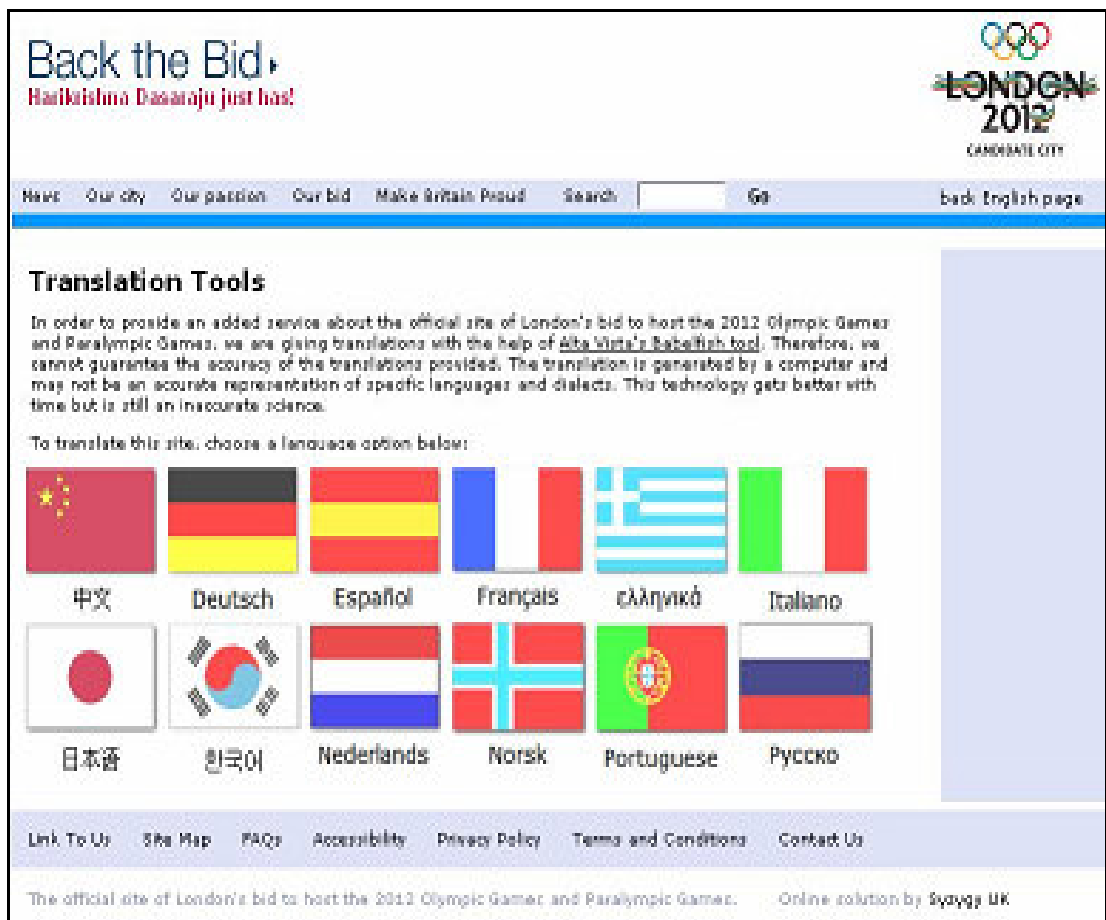 Back the Bid
Harikrishna Dasaraju just has!
LONDON
2012
CANDIDATE CITY
News Our city Our passion Our bid Make Britain Proud Search Go back English page
Translation Tools
In order to provide an added service about the official site of London's bid to host the 2012 Olympic Games
and Paralympic Games, we are giving translations with the help of Alta Vista's Babelfish tool. Therefore, we
cannot guarantee the accuracy of the translations provided. The translation is generated by a computer and
may not be an accurate representation of specific languages and dialects. This technology gets better with
time but is still an inaccurate science.
To translate this site, choose a language option below:
中文 Deutsch Español Français ελληνικά Italiano
日本语 한국어 Nederlands Norsk Portuguese Русско
Link To Us Site Map FAQs Accessibility Privacy Policy Terms and Conditions Contact Us
The official site of London's bid to host the 2012 Olympic Games and Paralympic Games. Online solution by Syzygy UK